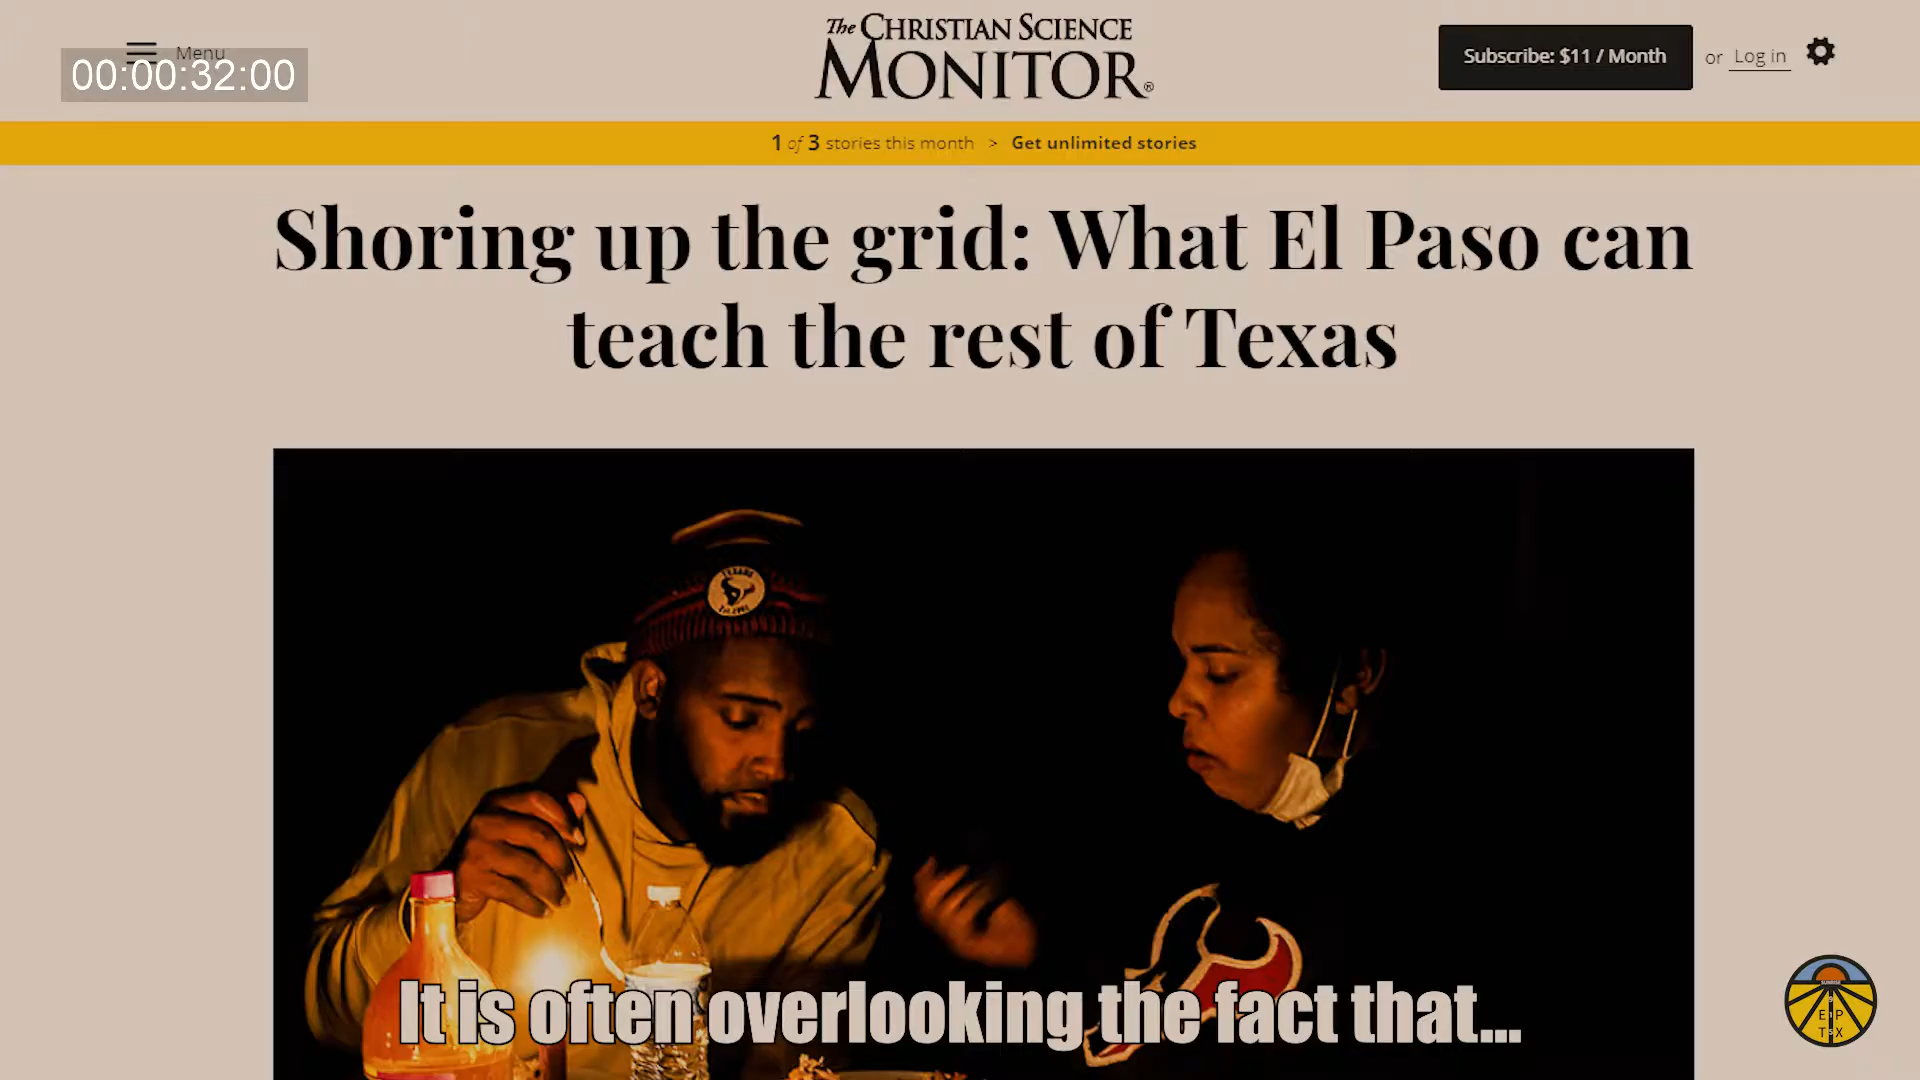 The CHRISTIAN SCIENCE
MONITOR®
Menu
00:00:32:00
Subscribe: $11 / Month
or Log in
1 of 3 stories this month > Get unlimited stories
Shoring up the grid: What El Paso can
teach the rest of Texas
TEXANS
It is often overlooking the fact that...
SUNRISE
E P
T X